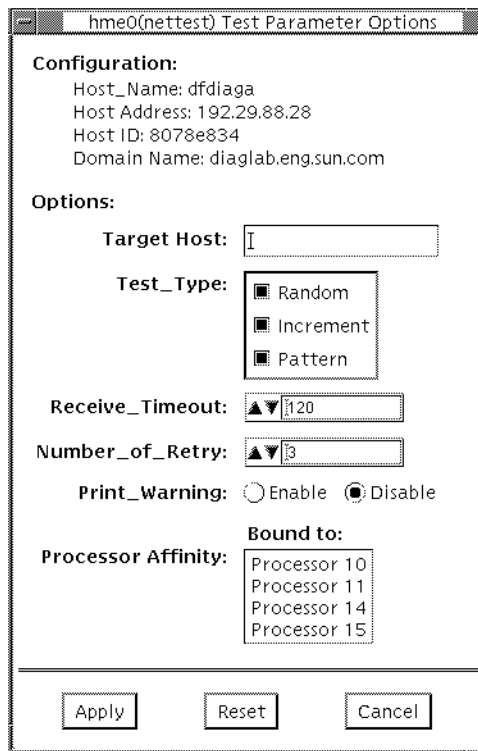 hme0(nettest) Test Parameter Options
Configuration:
Host_Name: dfdiaga
Host Address: 192.29.88.28
Host ID: 8078e834
Domain Name: diaglab.eng.sun.com
Options:
Target Host:
Test_Type:
Random
Increment
Pattern
Receive_Timeout: 120
Number_of_Retry: 3
Print_Warning: Enable Disable
Bound to:
Processor Affinity:
Processor 10
Processor 11
Processor 14
Processor 15
Apply Reset Cancel